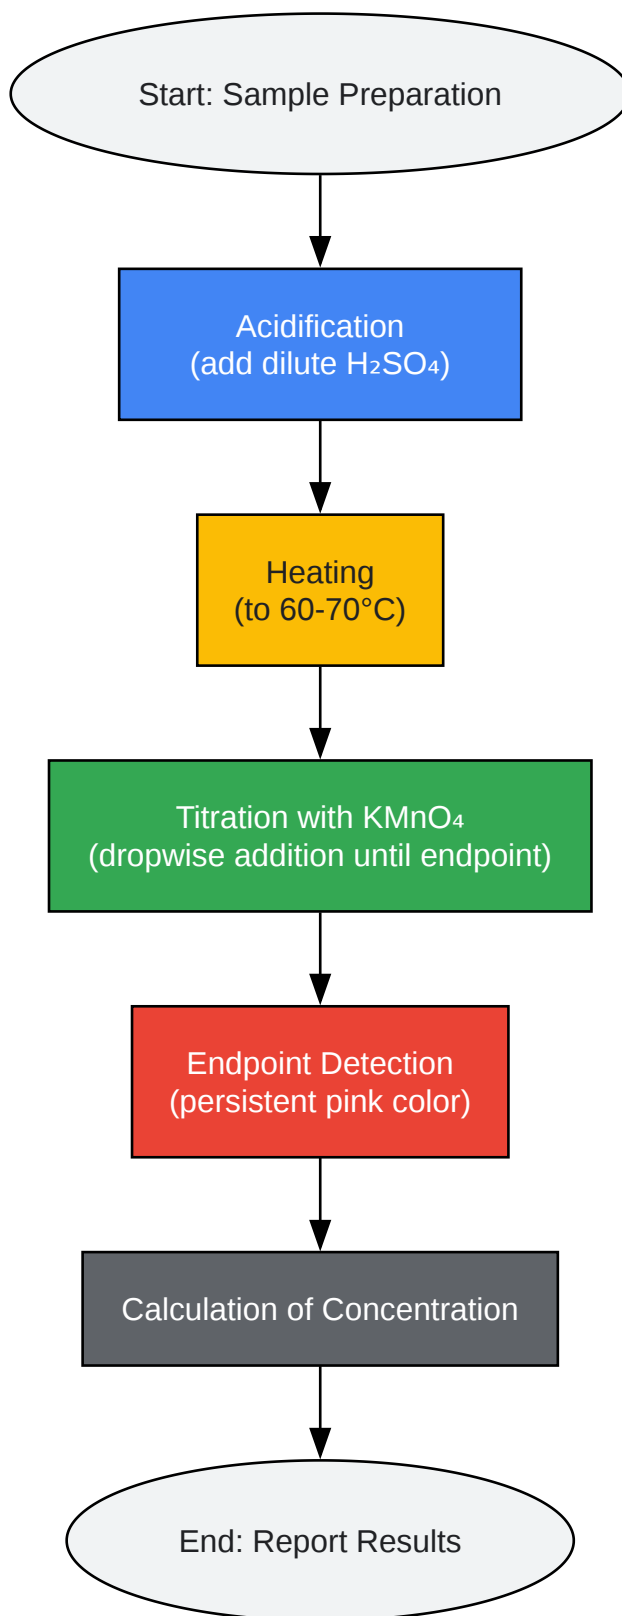 Start: Sample Preparation
Acidification
(add dilute H₂SO₄)
Heating
(to 60-70°C)
Titration with KMnO₄
(dropwise addition until endpoint)
Endpoint Detection
(persistent pink color)
Calculation of Concentration
End: Report Results